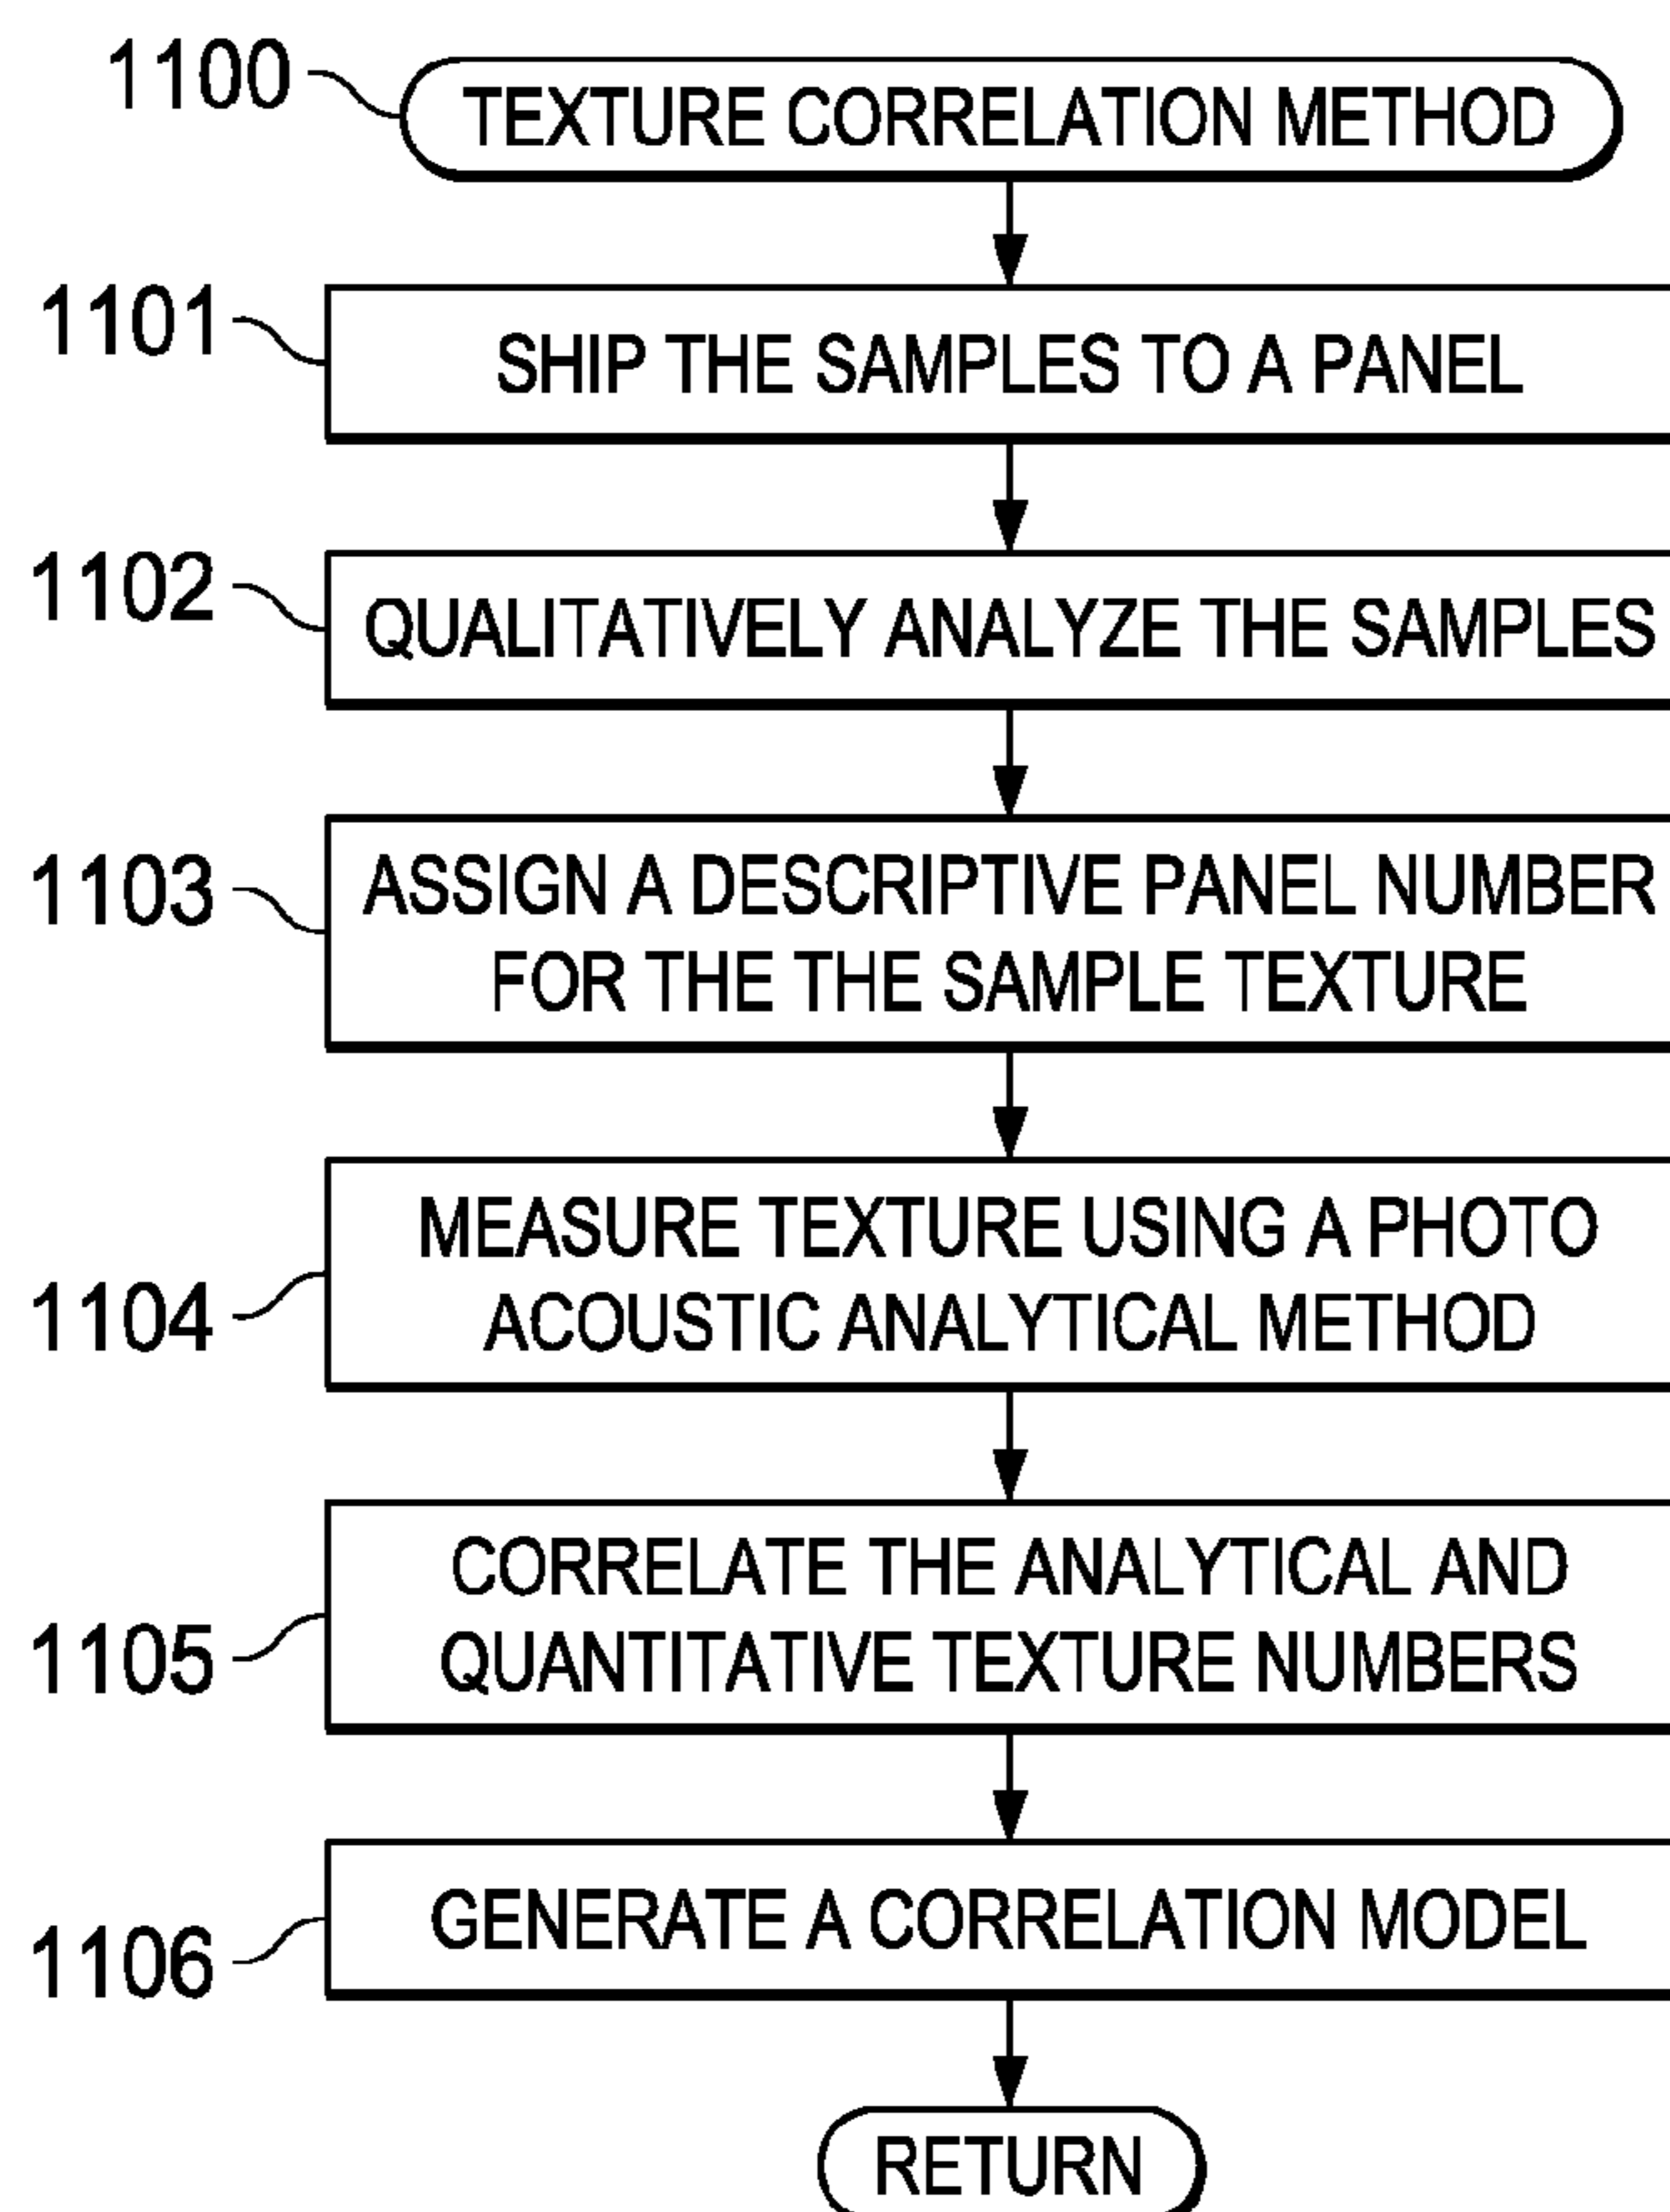 1100
TEXTURE CORRELATION METHOD
1101
SHIP THE SAMPLES TO A PANEL
1102
QUALITATIVELY ANALYZE THE SAMPLES
1103
ASSIGN A DESCRIPTIVE PANEL NUMBER
FOR THE THE SAMPLE TEXTURE
1104
MEASURE TEXTURE USING A PHOTO
ACOUSTIC ANALYTICAL METHOD
1105
CORRELATE THE ANALYTICAL AND
QUANTITATIVE TEXTURE NUMBERS
1106
GENERATE A CORRELATION MODEL
RETURN